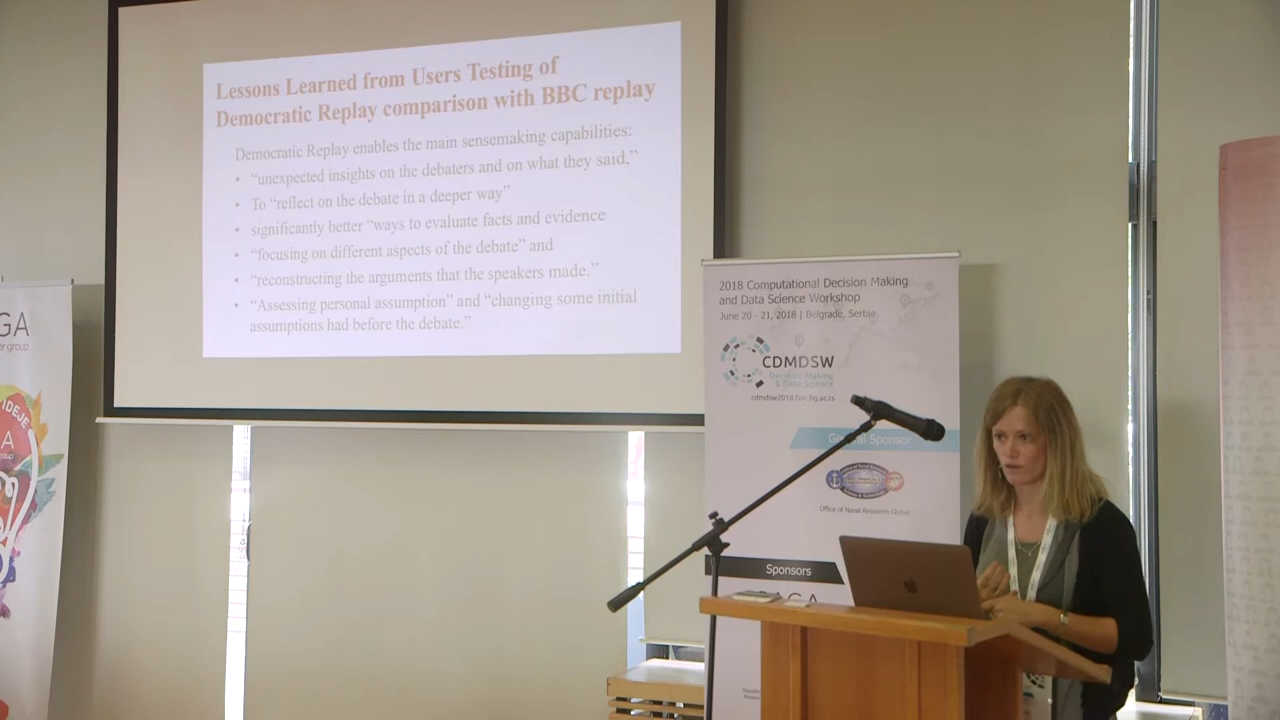 Lessons Learned from Users Testing of
Democratic Replay comparison with BBC replay
Democratic Replay enables the main sensemaking capabilities:
• “unexpected insights on the debaters and on what they said,”
• To “reflect on the debate in a deeper way”
• significantly better “ways to evaluate facts and evidence
• “focusing on different aspects of the debate” and
• “reconstructing the arguments that the speakers made.”
• “Assessing personal assumption” and “changing some initial
assumptions had before the debate.”
2018 Computational Decision Making
and Data Science Workshop
June 20 - 21, 2018 | Belgrade, Serbia
CDMDSW
Decision Making
& Data Science
cdmdsw2018.fon.bg.ac.rs
General Sponsor
Office of Naval Research Global
Sponsors
GA
er group
IDEJE
A
group